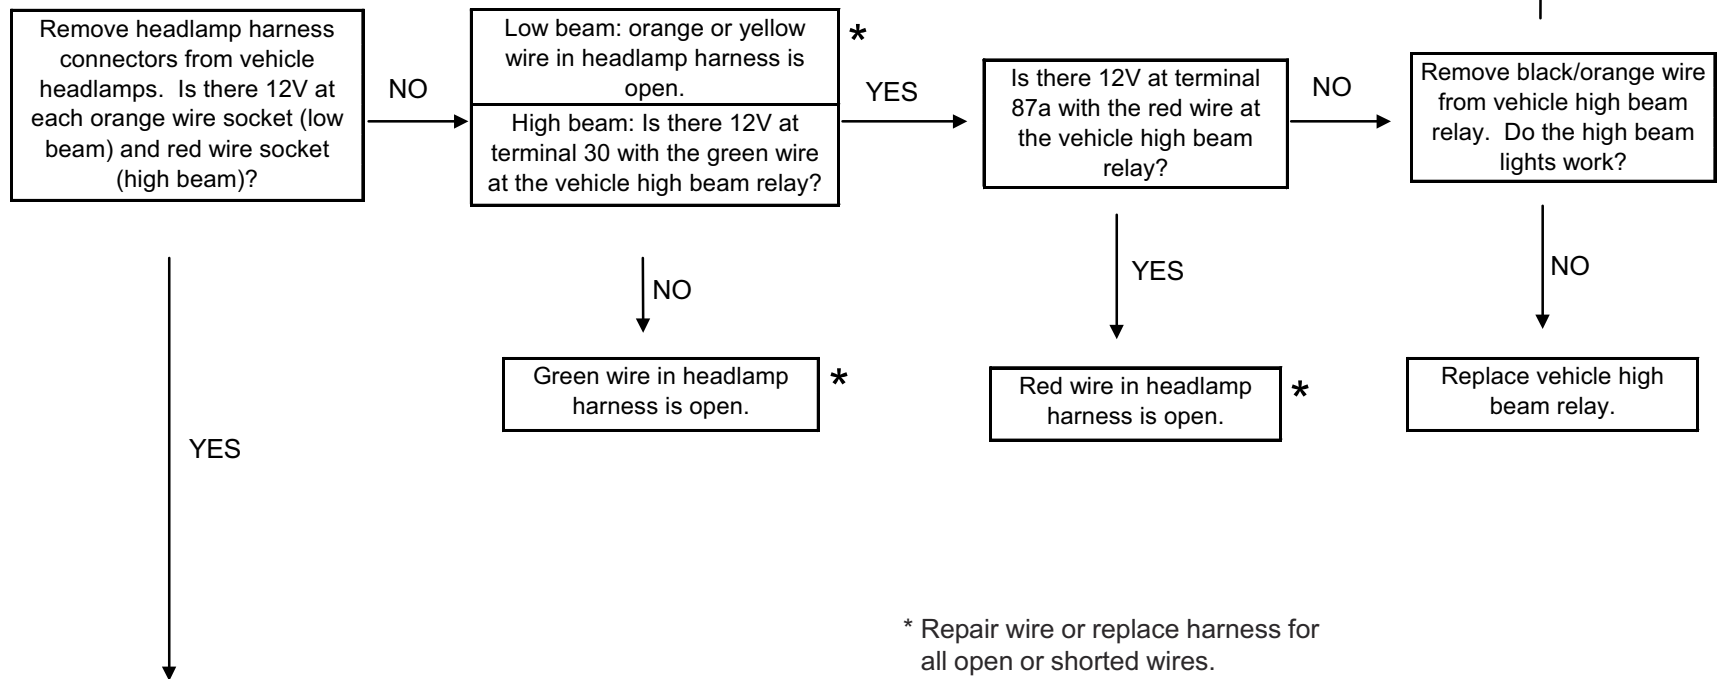 Remove headlamp harness
connectors from vehicle
headlamps. Is there 12V at
each orange wire socket (low
beam) and red wire socket
(high beam)?
NO
Low beam: orange or yellow
wire in headlamp harness is
open.
*
High beam: Is there 12V at
terminal 30 with the green wire
at the vehicle high beam relay?
YES
Is there 12V at terminal
87a with the red wire at
the vehicle high beam
relay?
NO
Remove black/orange wire
from vehicle high beam
relay. Do the high beam
lights work?
YES
NO
Green wire in headlamp
harness is open.
*
YES
Red wire in headlamp
harness is open.
*
NO
Replace vehicle high
beam relay.
* Repair wire or replace harness for
all open or shorted wires.